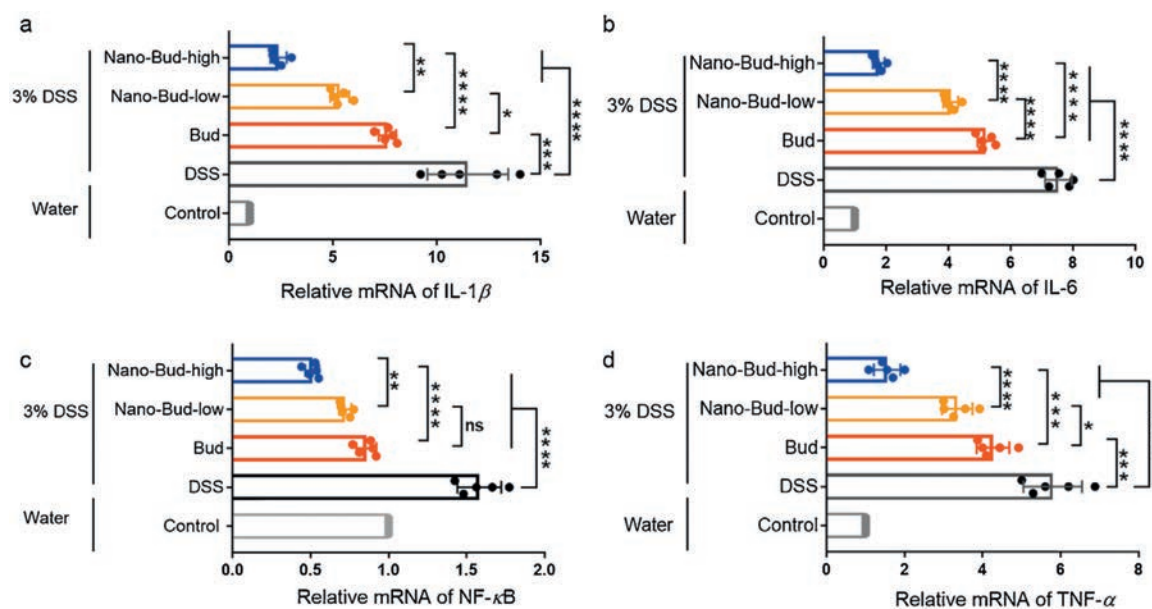 a
3% DSS
Water
Nano-Bud-high
Nano-Bud-low
Bud
DSS
Control
**
****
*
***
****
0 5 10 15
Relative mRNA of IL-1β
b
3% DSS
Water
Nano-Bud-high
Nano-Bud-low
Bud
DSS
Control
****
****
****
****
0 2 4 6 8 10
Relative mRNA of IL-6
c
3% DSS
Water
Nano-Bud-high
Nano-Bud-low
Bud
DSS
Control
**
****
ns
****
0.0 0.5 1.0 1.5 2.0
Relative mRNA of NF-κB
d
3% DSS
Water
Nano-Bud-high
Nano-Bud-low
Bud
DSS
Control
****
****
*
***
****
0 2 4 6 8
Relative mRNA of TNF-α